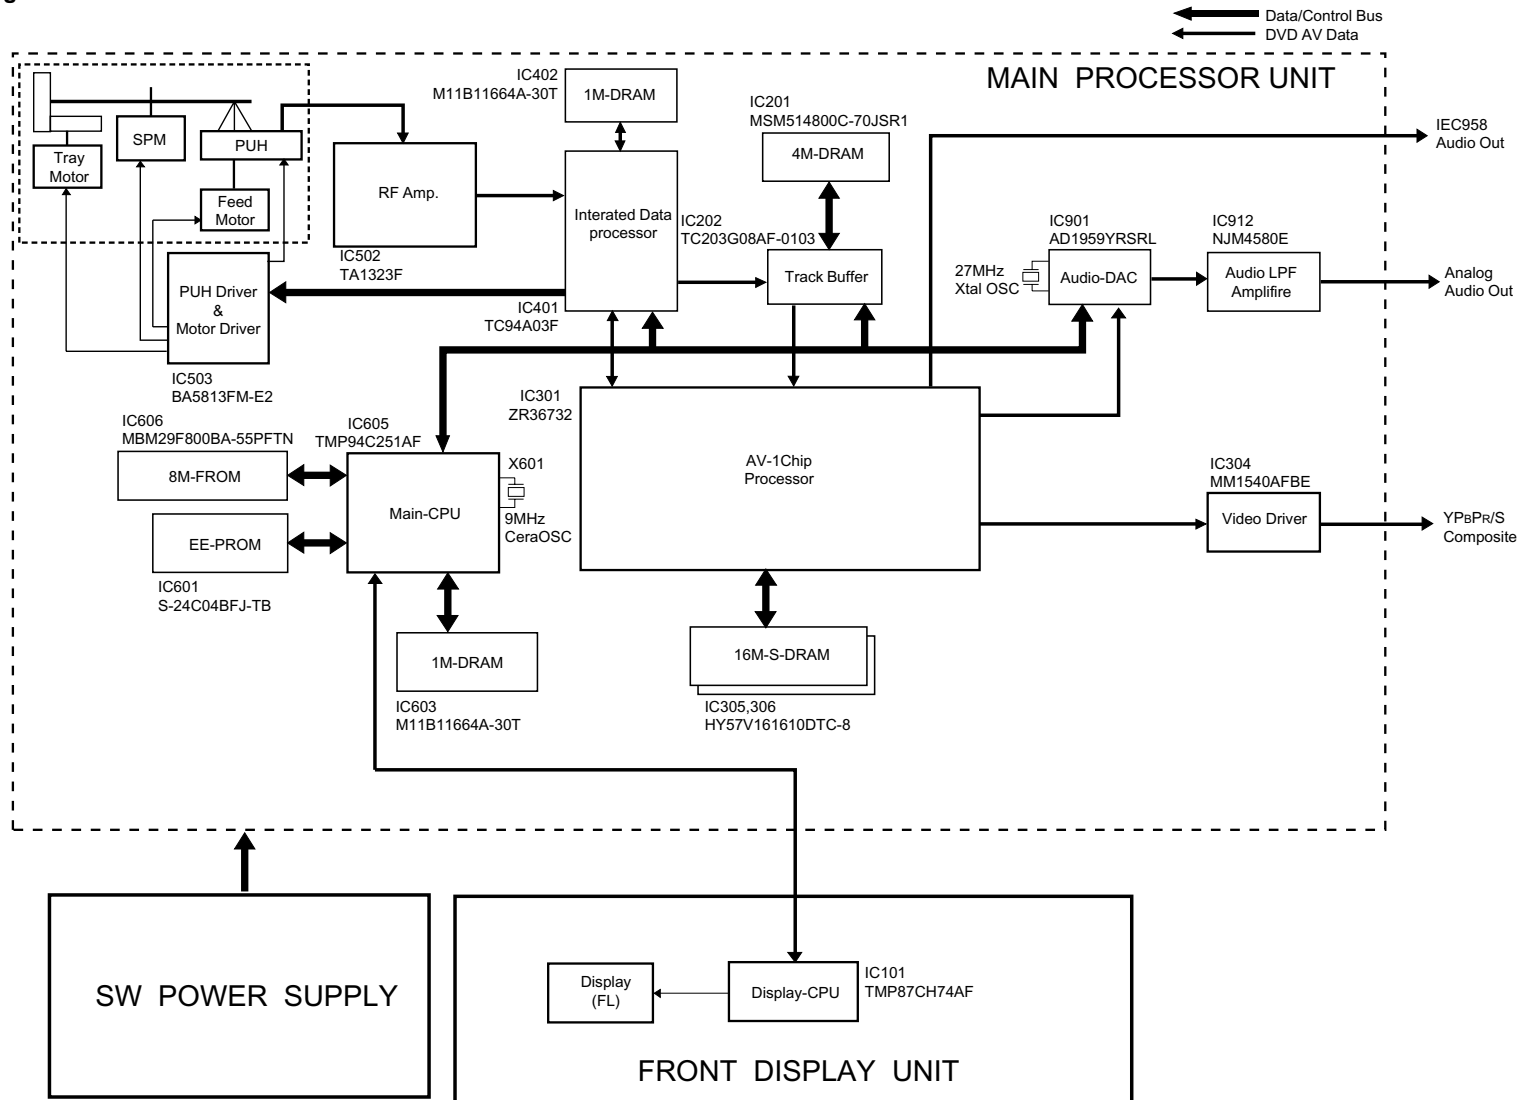 g
Data/Control Bus
DVD AV Data
MAIN PROCESSOR UNIT
IC402
M11B11664A-30T
1M-DRAM
IC201
MSM514800C-70JSR1
4M-DRAM
IEC958
Audio Out
SPM
PUH
Tray
Motor
Feed
Motor
RF Amp.
IC502
TA1323F
Interated Data
processor
IC202
TC203G08AF-0103
Track Buffer
IC901
AD1959YRSRL
27MHz
Xtal OSC
Audio-DAC
IC912
NJM4580E
Audio LPF
Amplifire
Analog
Audio Out
PUH Driver
&
Motor Driver
IC401
TC94A03F
IC503
BA5813FM-E2
IC301
ZR36732
AV-1Chip
Processor
IC606
MBM29F800BA-55PFTN
8M-FROM
IC605
TMP94C251AF
Main-CPU
X601
9MHz
CeraOSC
EE-PROM
IC601
S-24C04BFJ-TB
IC304
MM1540AFBE
Video Driver
YPBPR/S
Composite
1M-DRAM
IC603
M11B11664A-30T
16M-S-DRAM
IC305,306
HY57V161610DTC-8
SW POWER SUPPLY
Display
(FL)
Display-CPU
IC101
TMP87CH74AF
FRONT DISPLAY UNIT